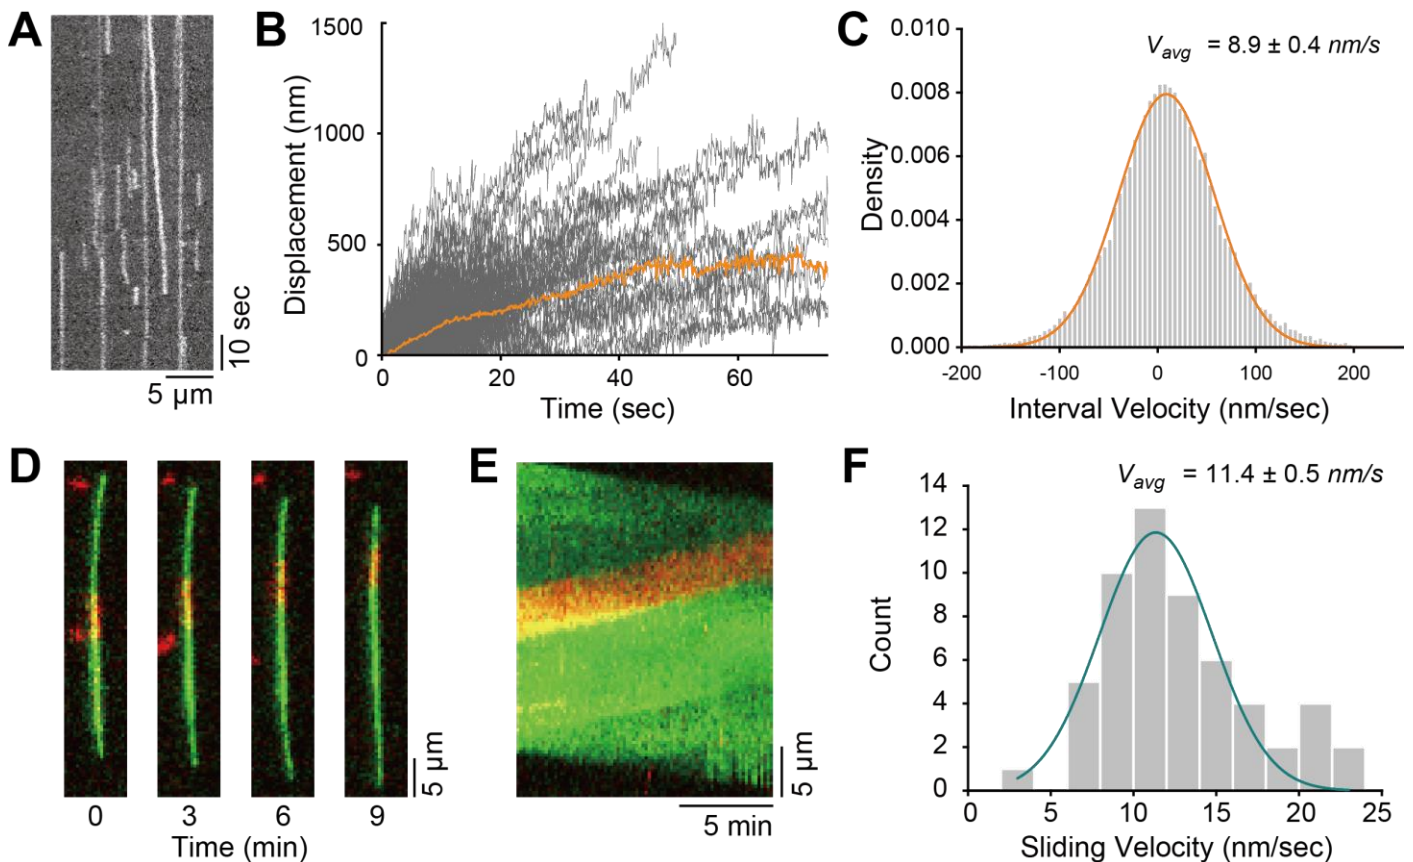 A
10 sec
5 μm
B
1500
1000
500
0
Displacement (nm)
0 20 40 60
Time (sec)
C
V_avg = 8.9 ± 0.4 nm/s
0.010
0.008
0.006
0.004
0.002
0.000
Density
-200 -100 0 100 200
Interval Velocity (nm/sec)
D
5 μm
0 3 6 9
Time (min)
E
5 μm
5 min
F
V_avg = 11.4 ± 0.5 nm/s
14
12
10
8
6
4
2
0
Count
0 5 10 15 20 25
Sliding Velocity (nm/sec)